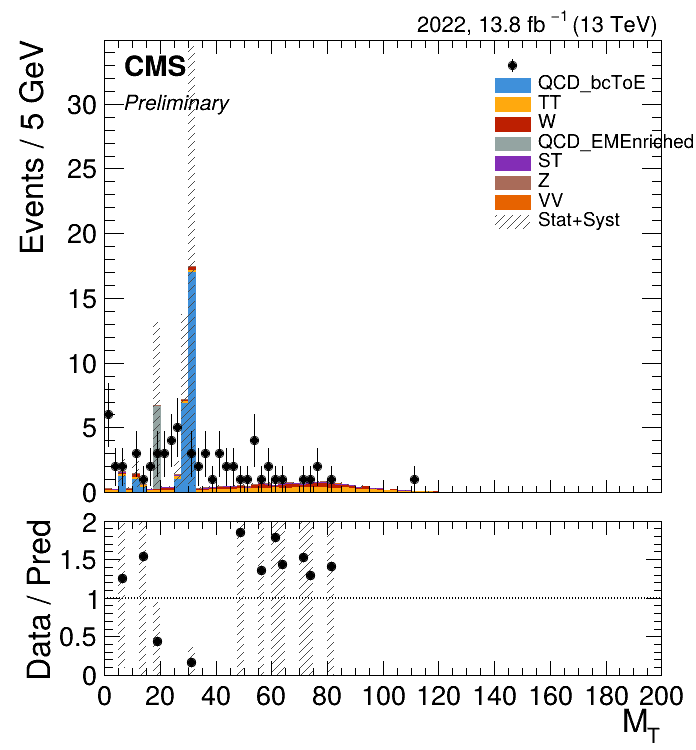 2022, 13.8 fb⁻¹ (13 TeV)
CMS
Preliminary
Events / 5 GeV
30
25
20
15
10
5
0
QCD_bcToE
TT
W
QCD_EMEnriched
ST
Z
VV
Stat+Syst
Data / Pred
2
1.5
1
0.5
0
0 20 40 60 80 100 120 140 160 180 200
M_T